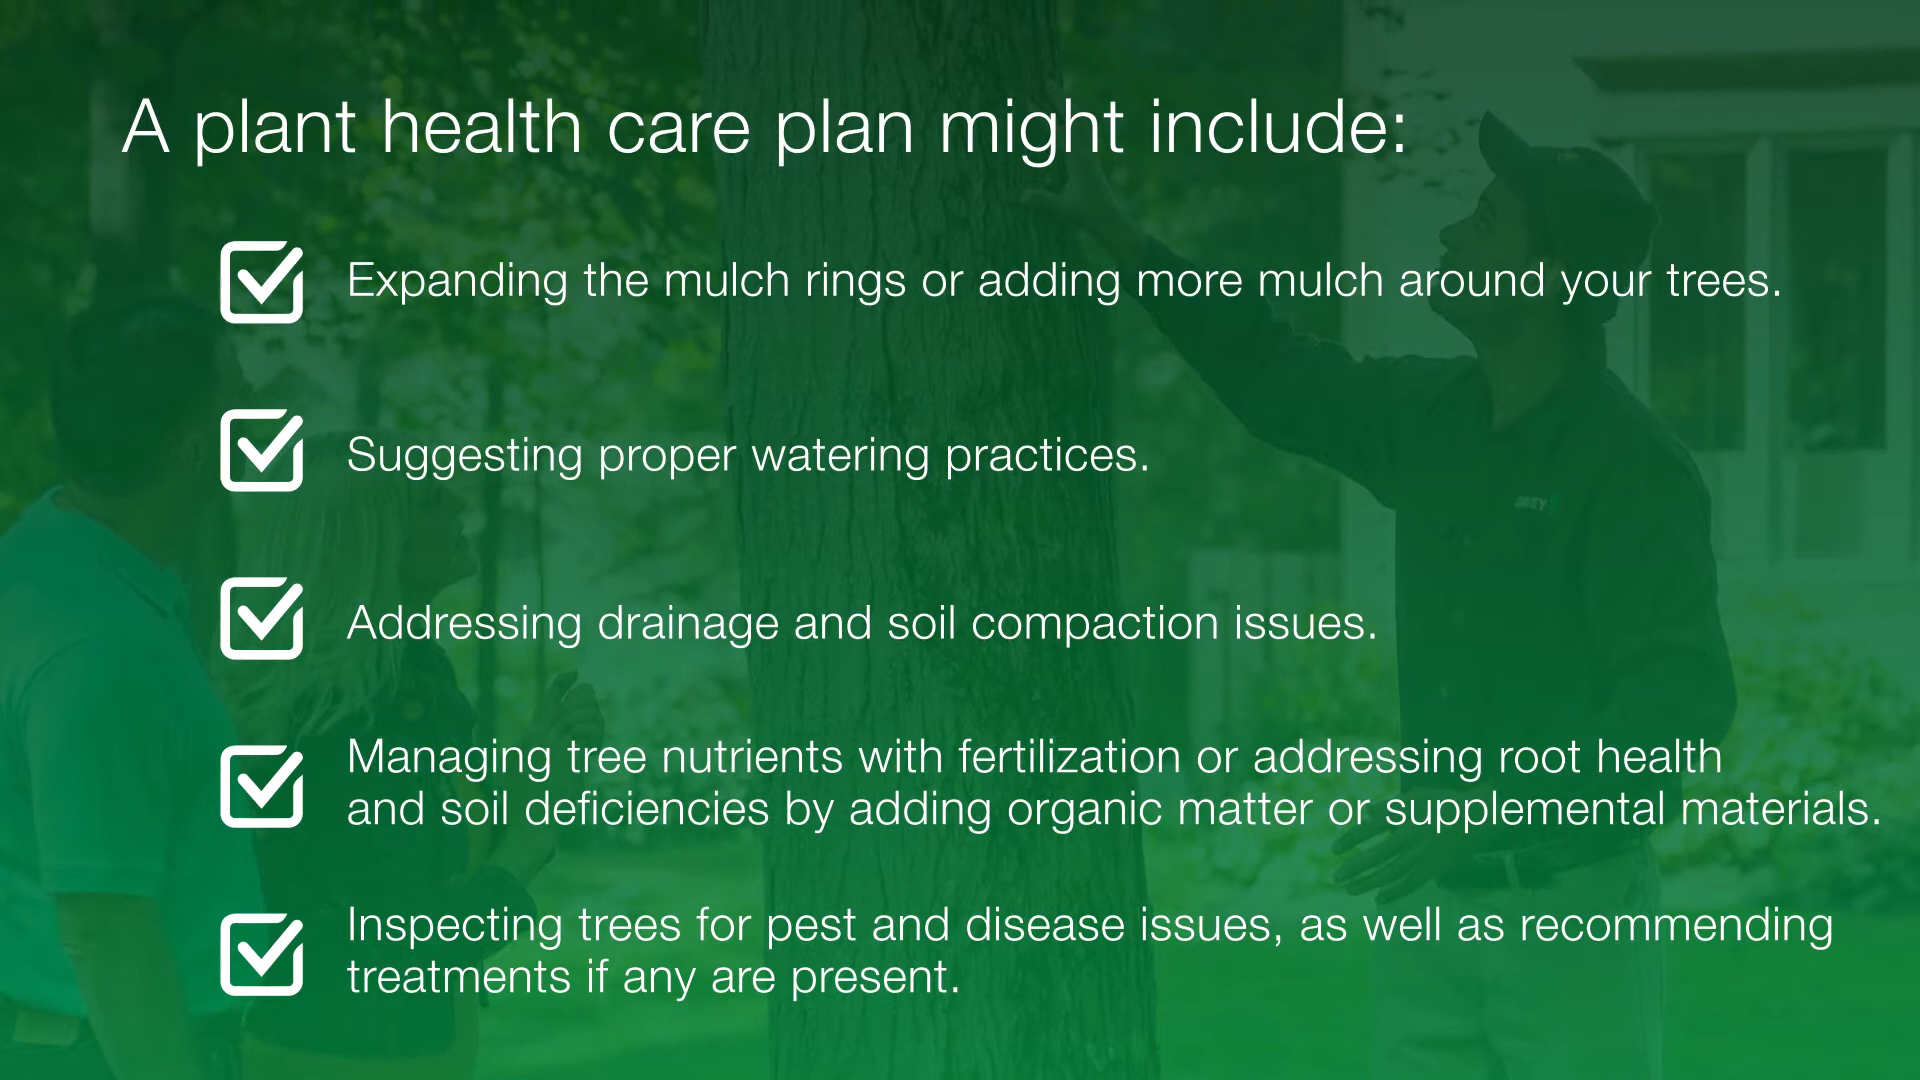 A plant health care plan might include:
Expanding the mulch rings or adding more mulch around your trees.
Suggesting proper watering practices.
Addressing drainage and soil compaction issues.
Managing tree nutrients with fertilization or addressing root health
and soil deficiencies by adding organic matter or supplemental materials.
Inspecting trees for pest and disease issues, as well as recommending
treatments if any are present.